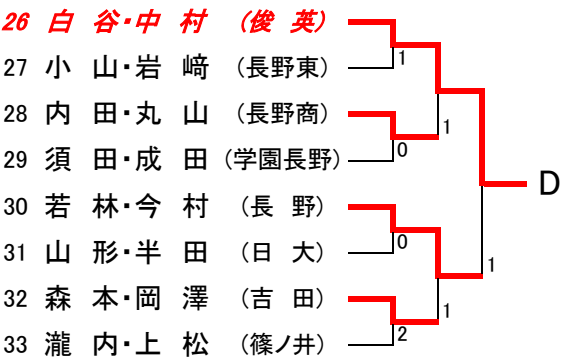 26 白 谷・中 村 (俊 英)
27 小 山・岩 﨑 (長野東)
1
28 内 田・丸 山 (長野商)
1
29 須 田・成 田 (学園長野)
0
D
30 若 林・今 村 (長 野)
31 山 形・半 田 (日 大)
0
1
32 森 本・岡 澤 (吉 田)
1
33 瀧 内・上 松 (篠ノ井)
2